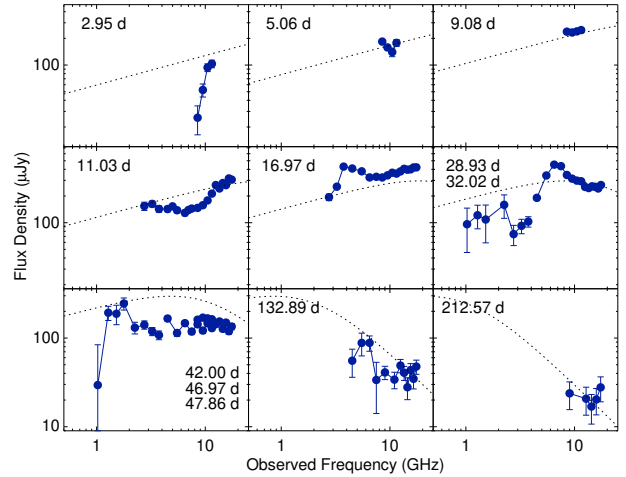 2.95 d
5.06 d
9.08 d
100
11.03 d
16.97 d
28.93 d
32.02 d
100
Flux Density (μJy)
132.89 d
212.57 d
100
42.00 d
46.97 d
47.86 d
10
1 10 1 10 1 10
Observed Frequency (GHz)